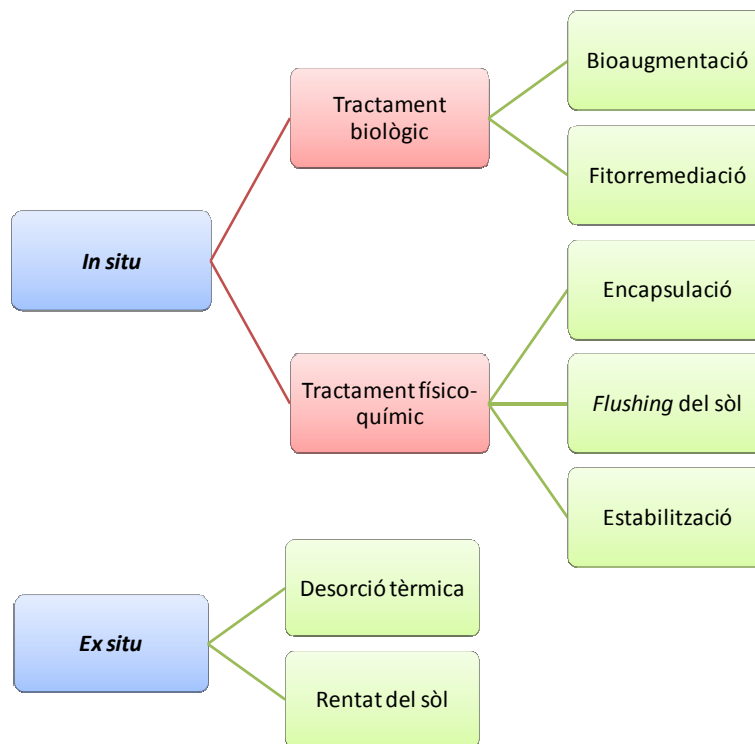 In situ
Tractament
biològic
Bioaugmentació
Fitorremediació
Tractament físico-
químic
Encapsulació
Flushing del sòl
Estabilització
Ex situ
Desorció tèrmica
Rentat del sòl